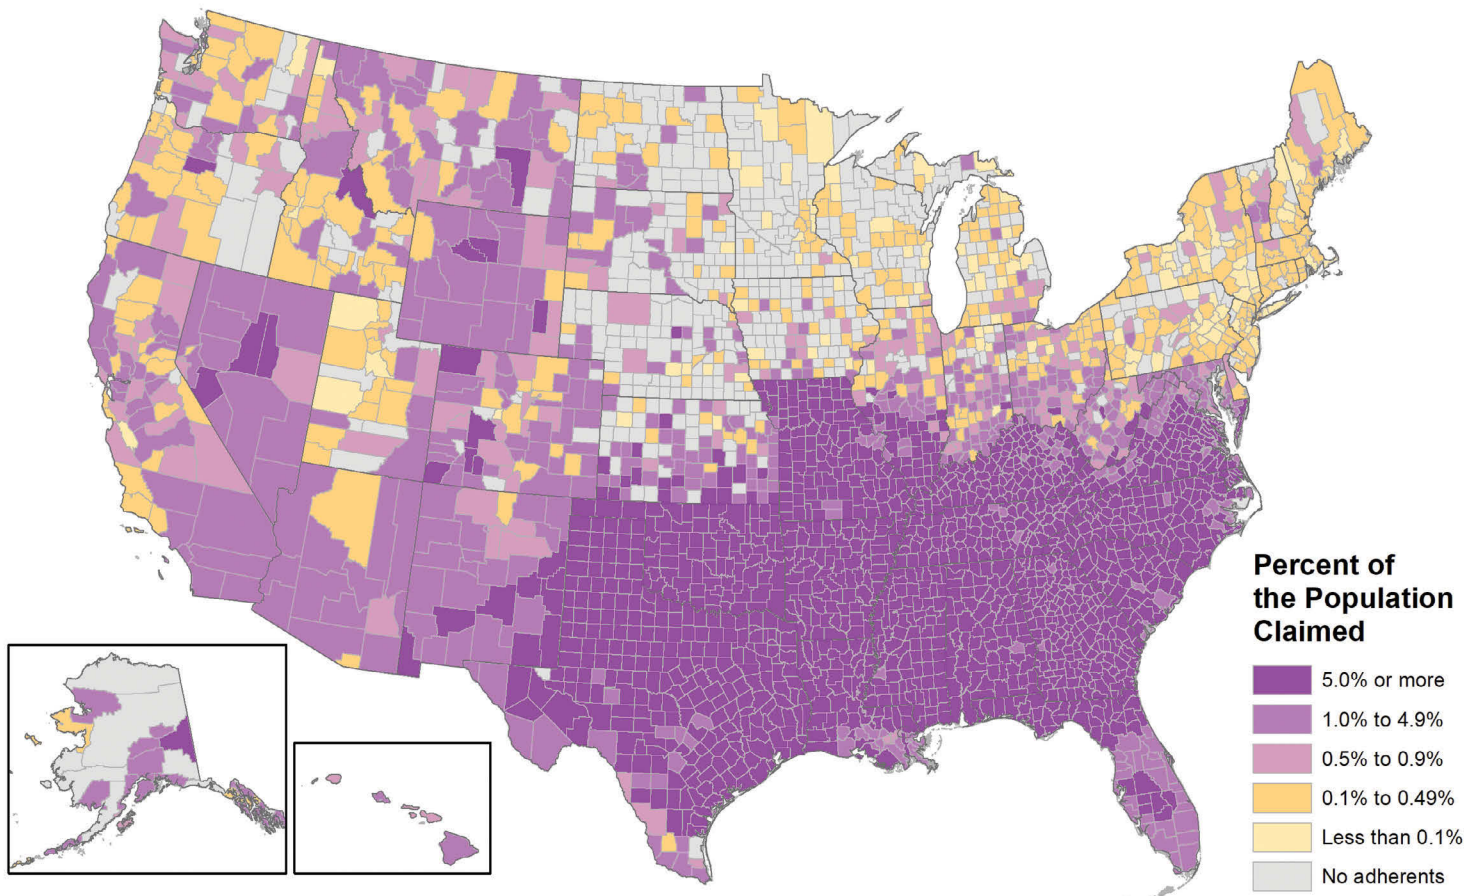 Percent of
the Population
Claimed
5.0% or more
1.0% to 4.9%
0.5% to 0.9%
0.1% to 0.49%
Less than 0.1%
No adherents